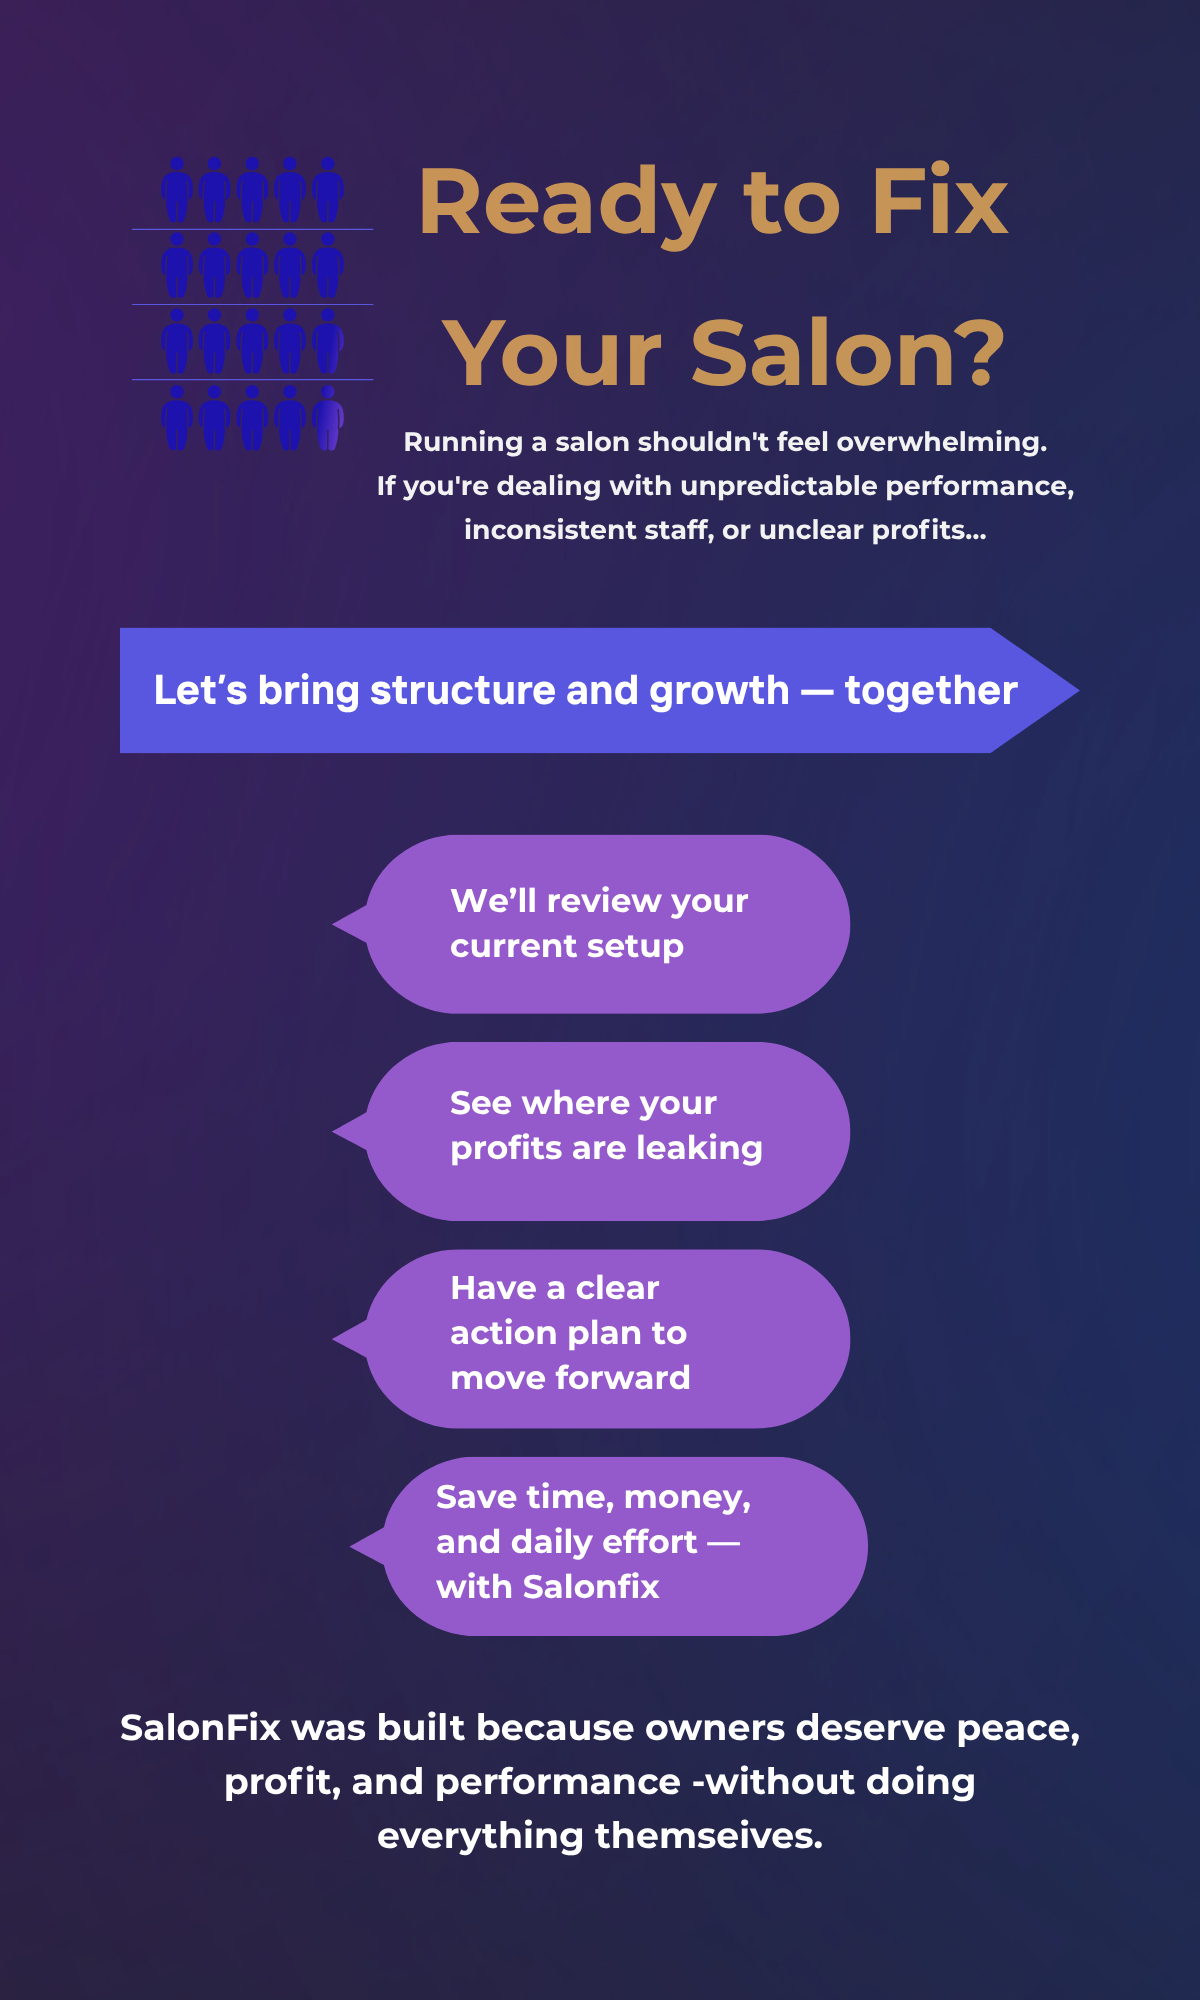 Ready to Fix
Your Salon?
Running a salon shouldn't feel overwhelming.
If you're dealing with unpredictable performance,
inconsistent staff, or unclear profits...
Let’s bring structure and growth — together
We’ll review your
current setup
See where your
profits are leaking
Have a clear
action plan to
move forward
Save time, money,
and daily effort —
with Salonfix
SalonFix was built because owners deserve peace,
profit, and performance -without doing
everything themseives.